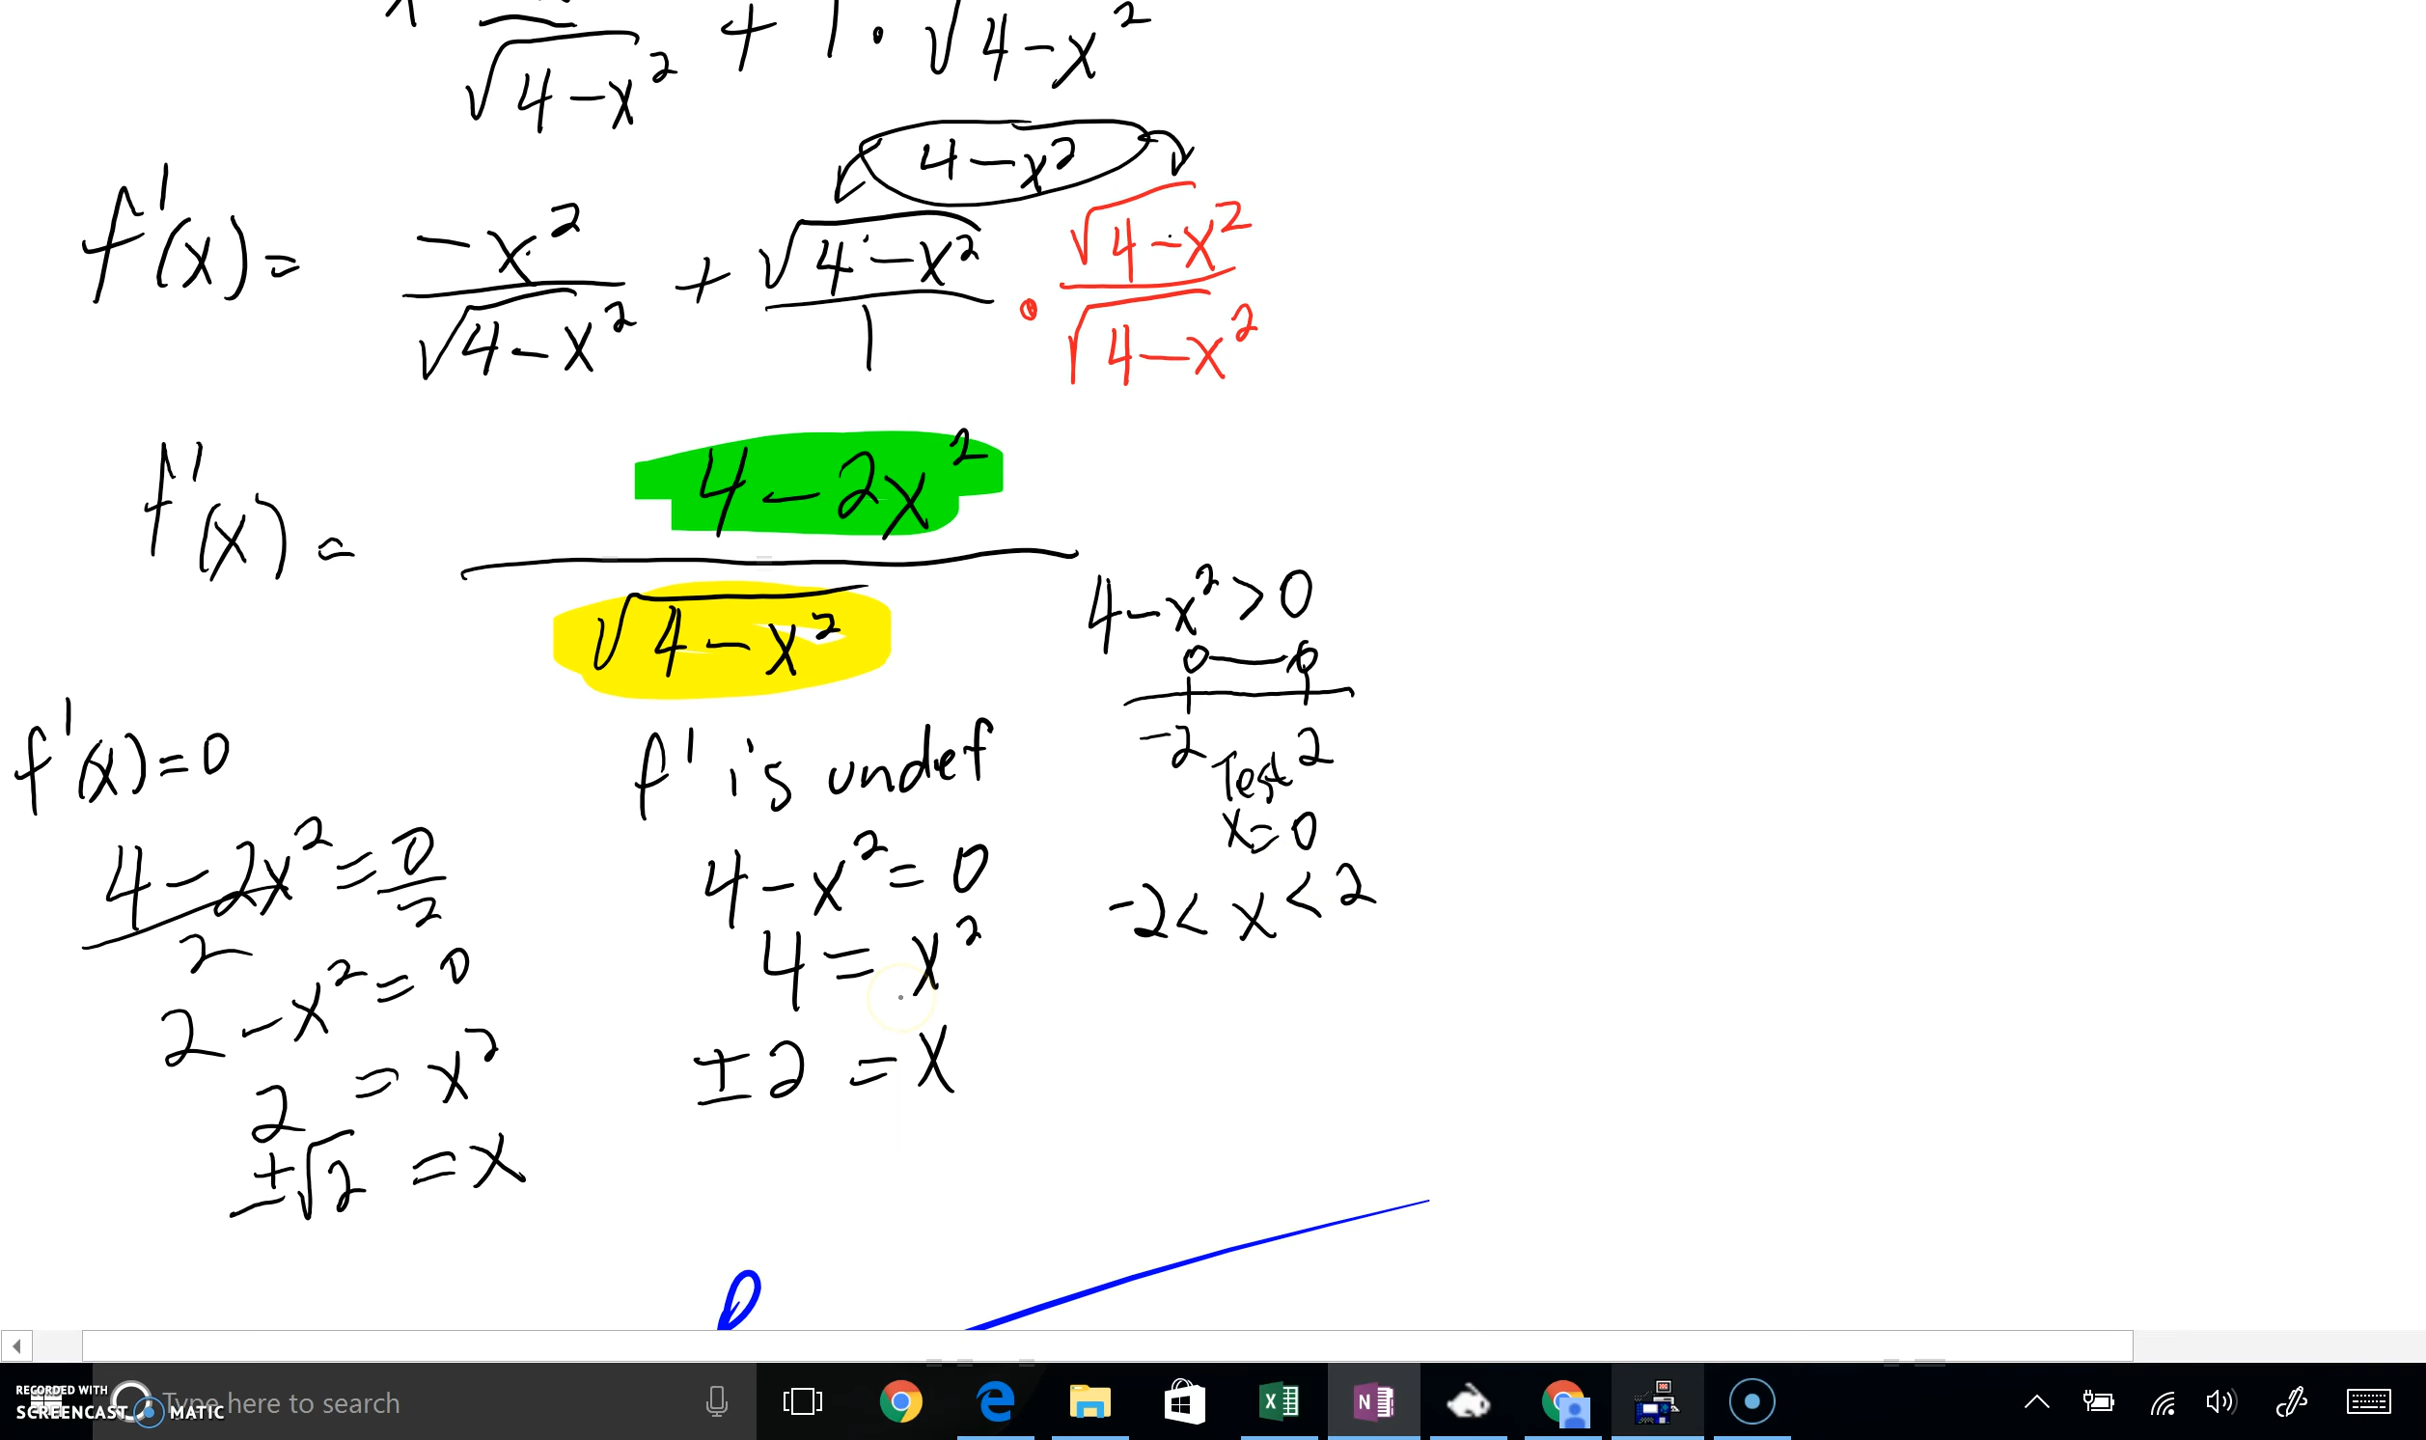 √4-x² + 1 · √4-x²
4-x²
f'(x) = -x²/√4-x² + √4-x²/1 · √4-x²/√4-x²
f'(x) = 4-2x²/√4-x²
4-x² > 0
-2 2
Test
x=0
-2 < x < 2
f'(x)=0
4-2x²/2 = 0/2
2-x² = 0
2 = x²
±√2 = x
f' is undef
4-x² = 0
4 = x²
±2 = x
RECORDED WITH
SCREENCAST MATIC
Type here to search